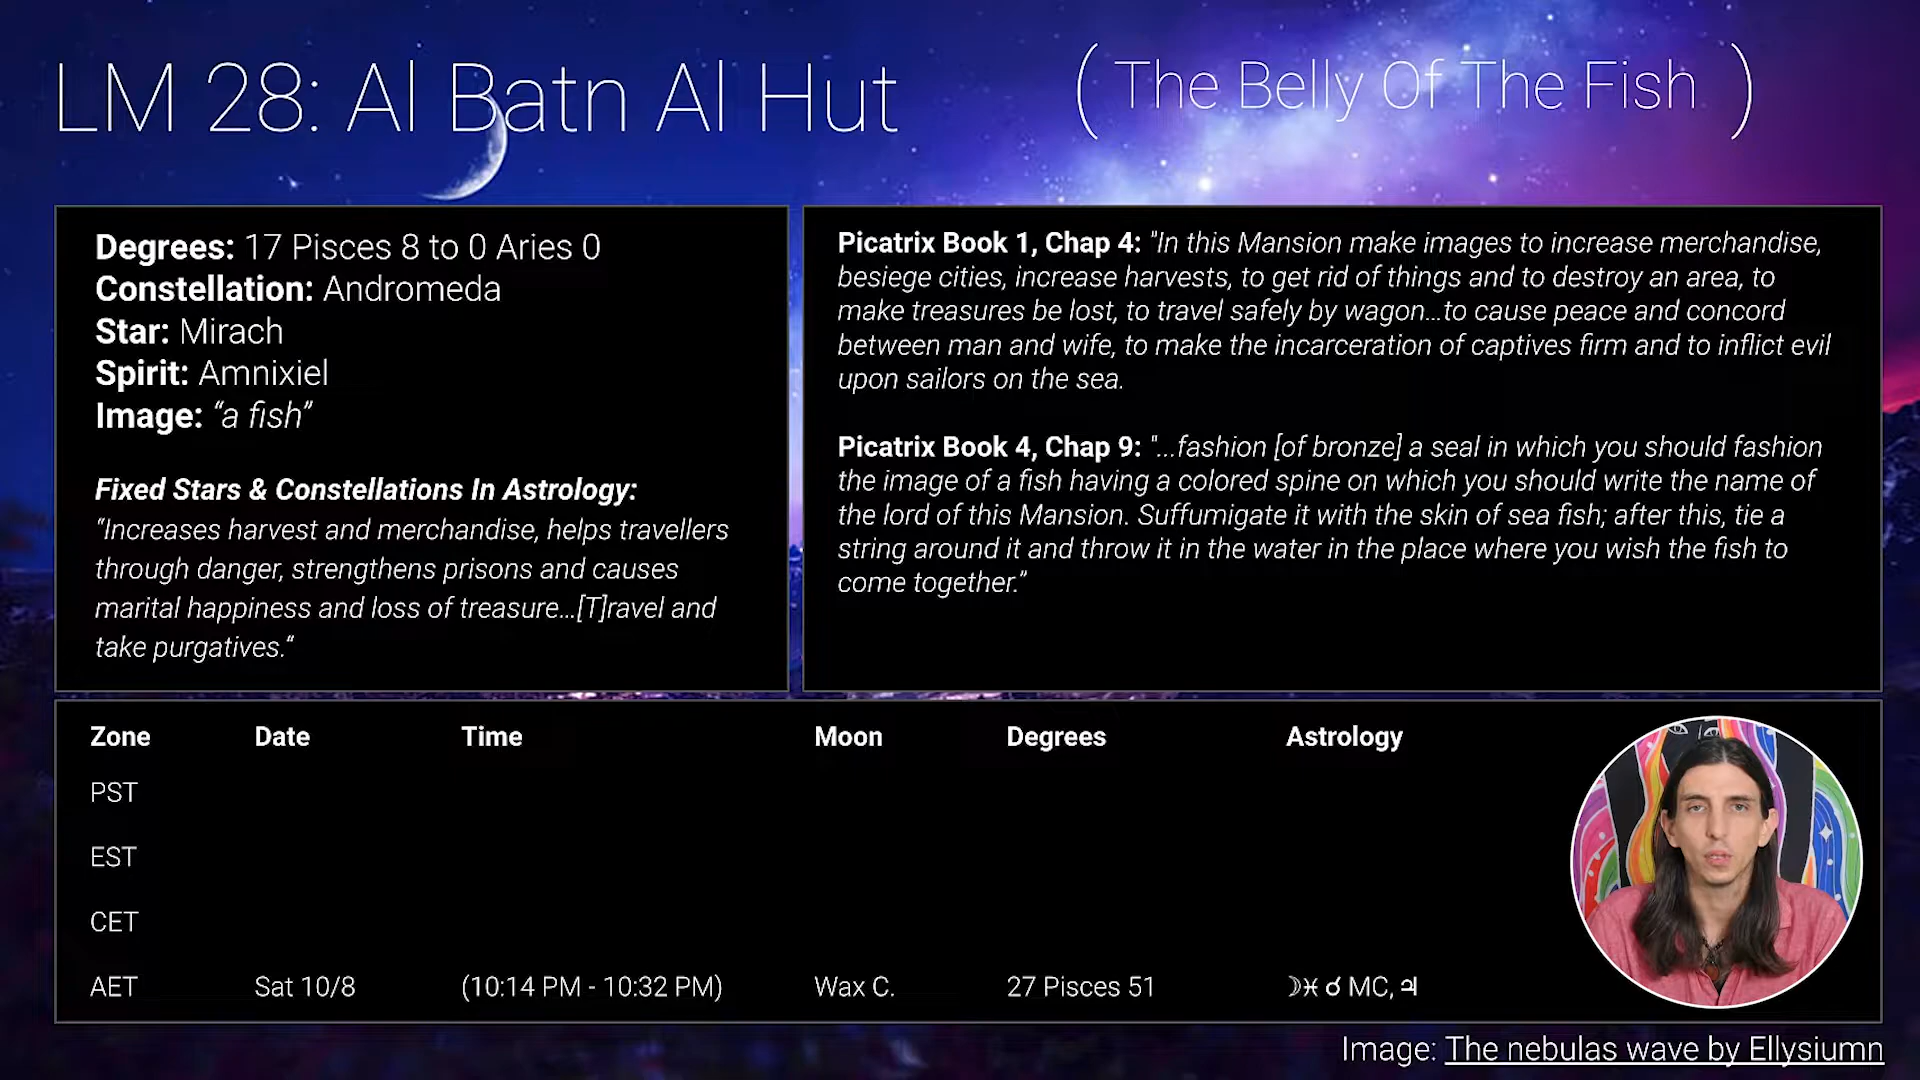 LM 28: Al Batn Al Hut
( The Belly Of The Fish )
Degrees: 17 Pisces 8 to 0 Aries 0
Constellation: Andromeda
Star: Mirach
Spirit: Amnixiel
Image: “a fish”
Fixed Stars & Constellations In Astrology:
“Increases harvest and merchandise, helps travellers
through danger, strengthens prisons and causes
marital happiness and loss of treasure...[T]ravel and
take purgatives.“
Picatrix Book 1, Chap 4: "In this Mansion make images to increase merchandise,
besiege cities, increase harvests, to get rid of things and to destroy an area, to
make treasures be lost, to travel safely by wagon...to cause peace and concord
between man and wife, to make the incarceration of captives firm and to inflict evil
upon sailors on the sea.
Picatrix Book 4, Chap 9: "...fashion [of bronze] a seal in which you should fashion
the image of a fish having a colored spine on which you should write the name of
the lord of this Mansion. Suffumigate it with the skin of sea fish; after this, tie a
string around it and throw it in the water in the place where you wish the fish to
come together.”
Zone Date Time Moon Degrees Astrology
PST
EST
CET
AET Sat 10/8 (10:14 PM - 10:32 PM) Wax C. 27 Pisces 51 ☽♓ ☌ MC, ♃
Image: The nebulas wave by Ellysiumn